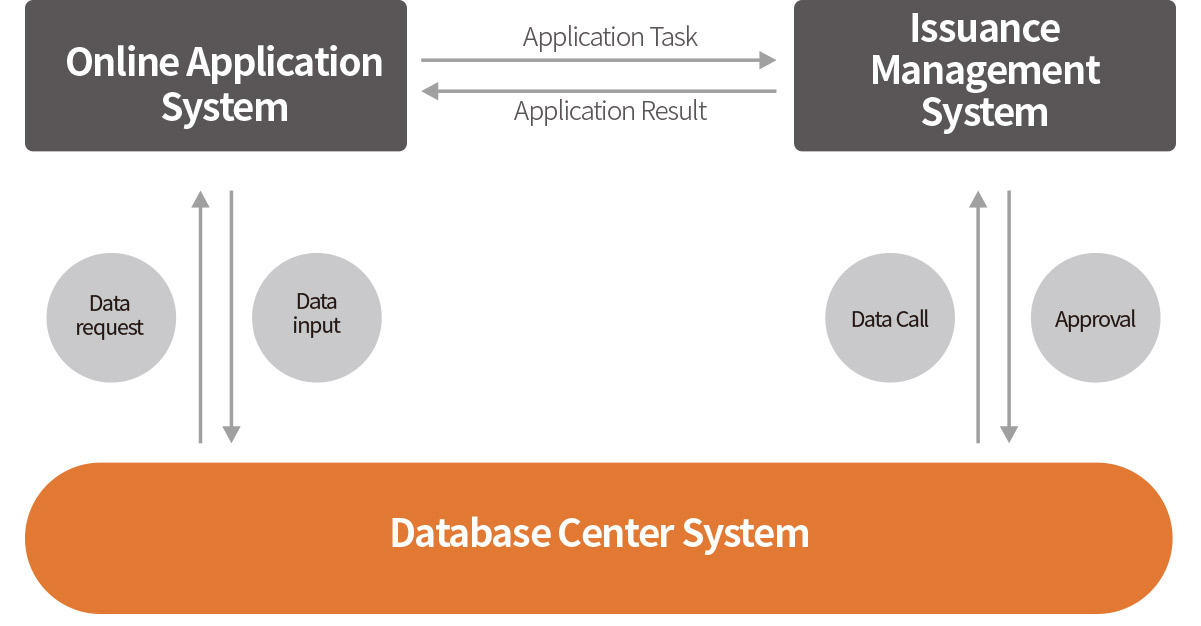 Online Application
System
Application Task
Application Result
Issuance
Management
System
Data
request
Data
input
Data Call
Approval
Database Center System